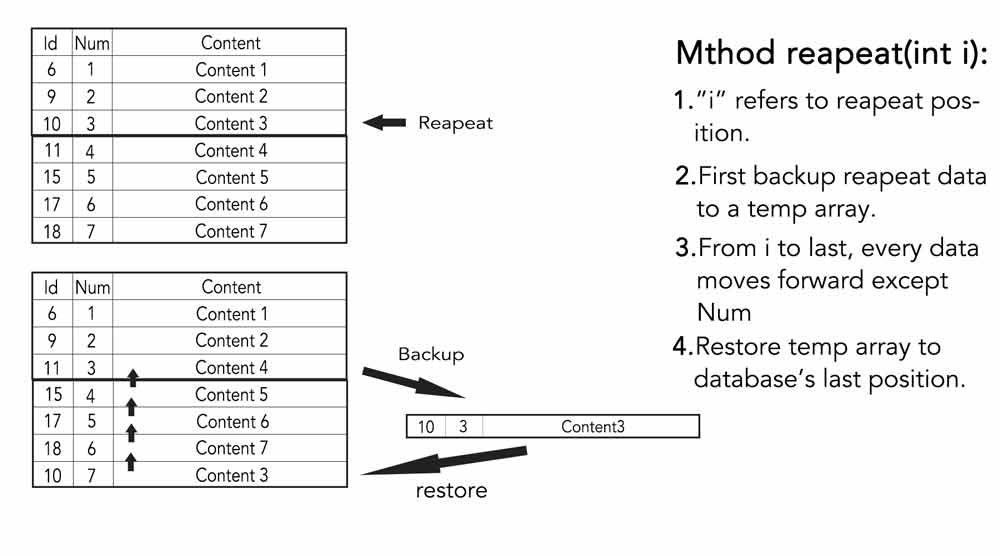 Id Num Content
6 1 Content 1
9 2 Content 2
10 3 Content 3
Reapeat
11 4 Content 4
15 5 Content 5
17 6 Content 6
18 7 Content 7
Id Num Content
6 1 Content 1
9 2 Content 2
11 3 Content 4
15 4 Content 5
17 5 Content 6
18 6 Content 7
10 7 Content 3
Backup
10 3 Content3
restore
Mthod reapeat(int i):
1."i" refers to reapeat pos-
ition.
2.First backup reapeat data
to a temp array.
3.From i to last, every data
moves forward except
Num
4.Restore temp array to
database's last position.